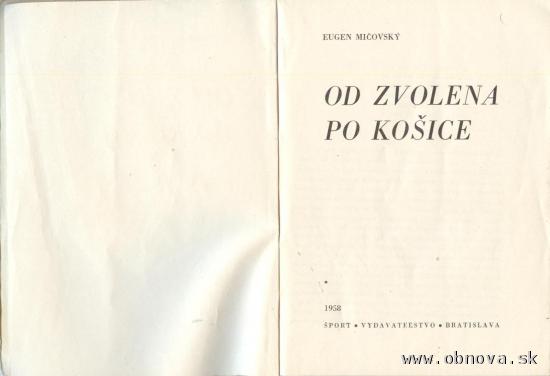 EUGEN MIČOVSKÝ
OD ZVOLENA
PO KOŠICE
1958
ŠPORT • VYDAVATEĽSTVO • BRATISLAVA
www.obnova.sk